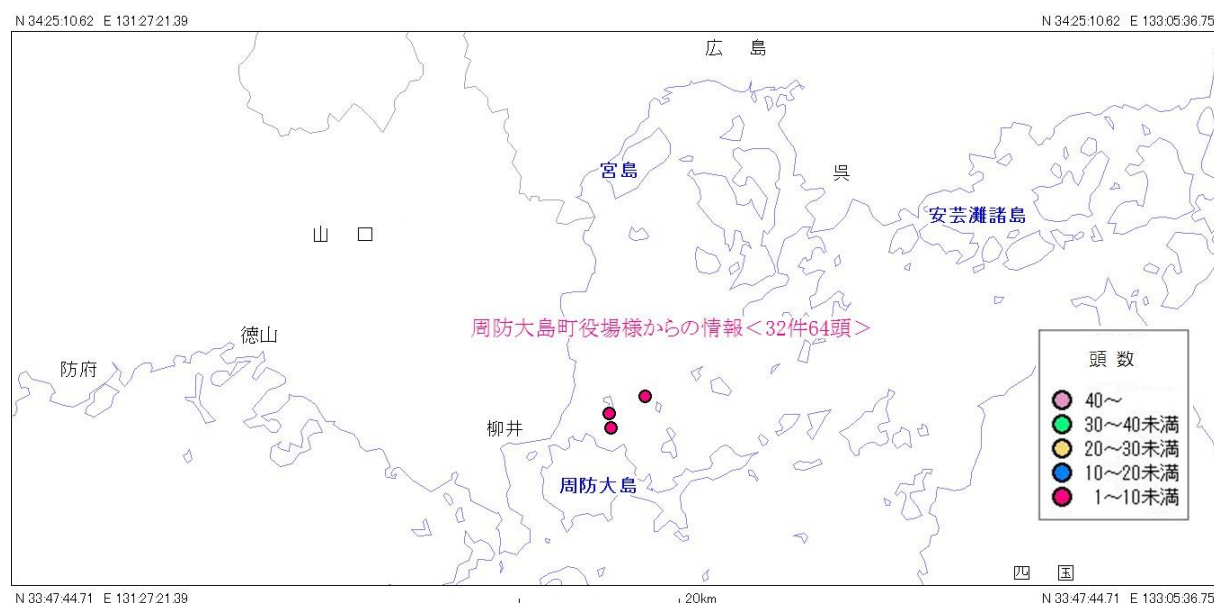 N 34:25:10.62 E 131:27:21.39
N 34:25:10.62 E 133:05:36.75
広 島
宮島
呉
安芸灘諸島
山 口
周防大島町役場様からの情報<32件64頭>
徳山
防府
頭 数
40～
30～40未満
20～30未満
10～20未満
1～10未満
柳井
周防大島
四 国
N 33:47:44.71 E 131:27:21.39
20km
N 33:47:44.71 E 133:05:36.75